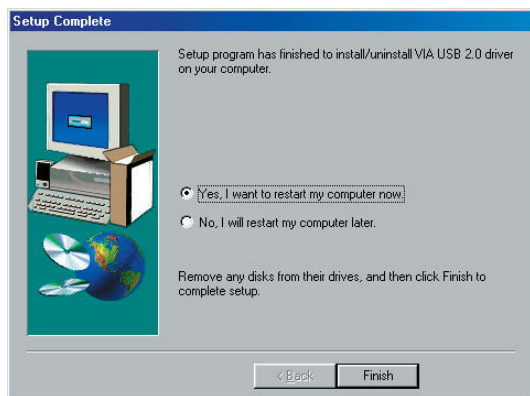 Setup Complete
Setup program has finished to install/uninstall VIA USB 2.0 driver
on your computer.
Yes, I want to restart my computer now.
No, I will restart my computer later.
Remove any disks from their drives, and then click Finish to
complete setup.
< Back
Finish